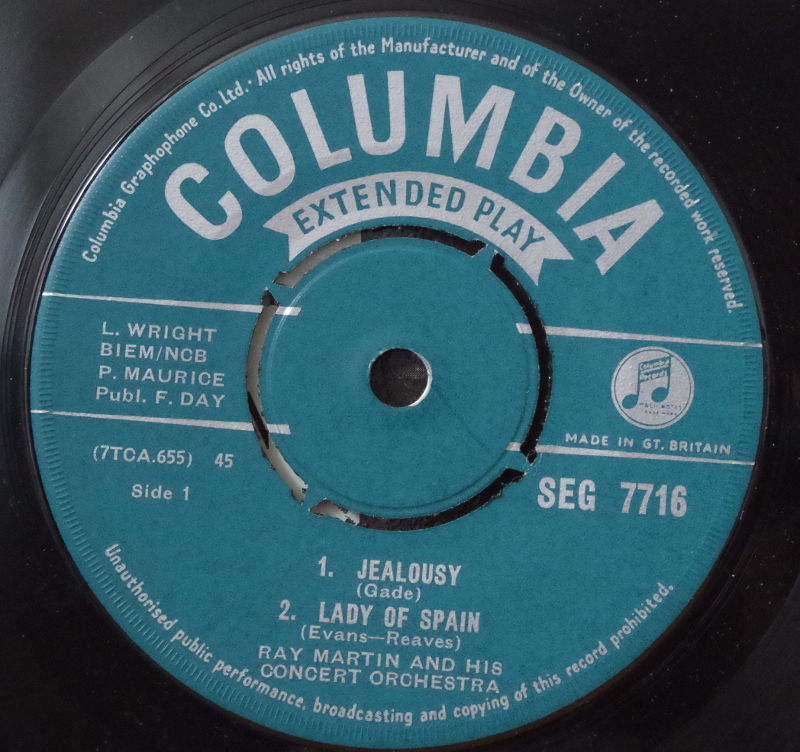 Columbia Graphophone Co. Ltd. · All rights of the Manufacturer and of the Owner of the recorded work reserved.
COLUMBIA
EXTENDED PLAY
L. WRIGHT
BIEM/NCB
P. MAURICE
Publ. F. DAY
Columbia
Records
MADE IN GT. BRITAIN
(7TCA.655) 45
Side 1
SEG 7716
1. JEALOUSY
(Gade)
2. LADY OF SPAIN
(Evans—Reaves)
RAY MARTIN AND HIS
CONCERT ORCHESTRA
Unauthorised public performance, broadcasting and copying of this record prohibited.